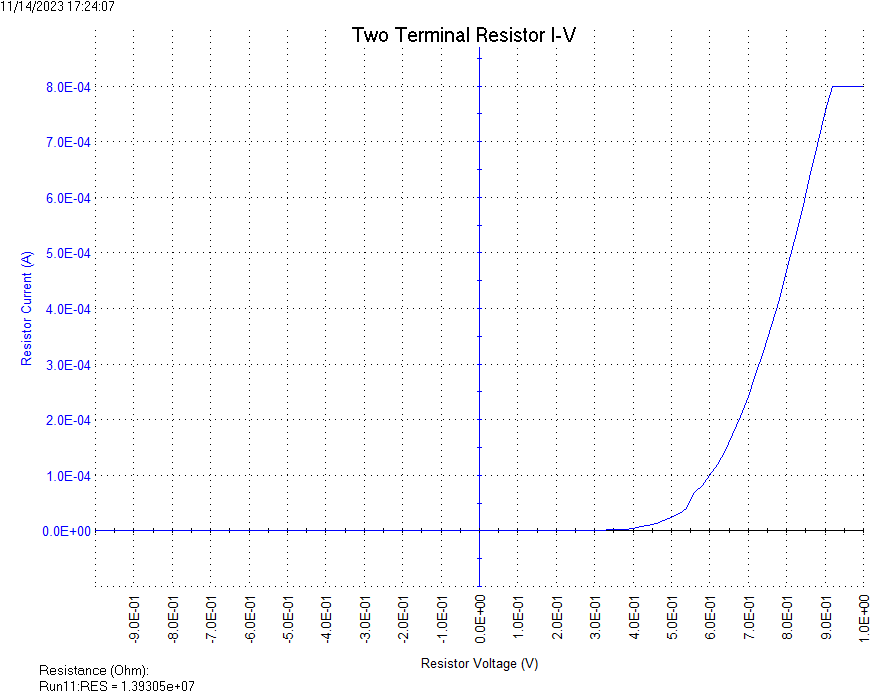 11/14/2023 17:24:07
Two Terminal Resistor I-V
8.0E-04
7.0E-04
6.0E-04
5.0E-04
4.0E-04
3.0E-04
2.0E-04
1.0E-04
0.0E+00
Resistor Current (A)
-9.0E-01
-8.0E-01
-7.0E-01
-6.0E-01
-5.0E-01
-4.0E-01
-3.0E-01
-2.0E-01
-1.0E-01
0.0E+00
1.0E-01
2.0E-01
3.0E-01
4.0E-01
5.0E-01
6.0E-01
7.0E-01
8.0E-01
9.0E-01
1.0E+00
Resistor Voltage (V)
Resistance (Ohm):
Run11:RES = 1.39305e+07